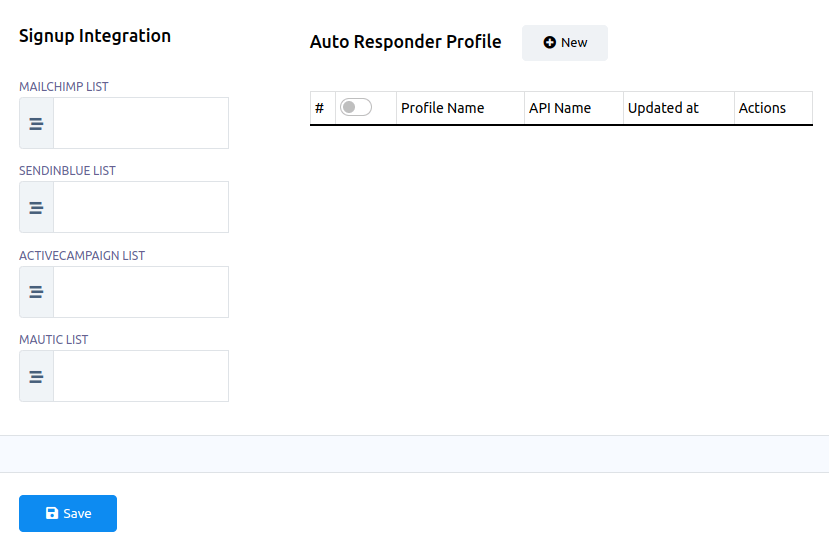 Signup Integration
MAILCHIMP LIST
SENDINBLUE LIST
ACTIVECAMPAIGN LIST
MAUTIC LIST
Auto Responder Profile
New
# Profile Name API Name Updated at Actions
Save